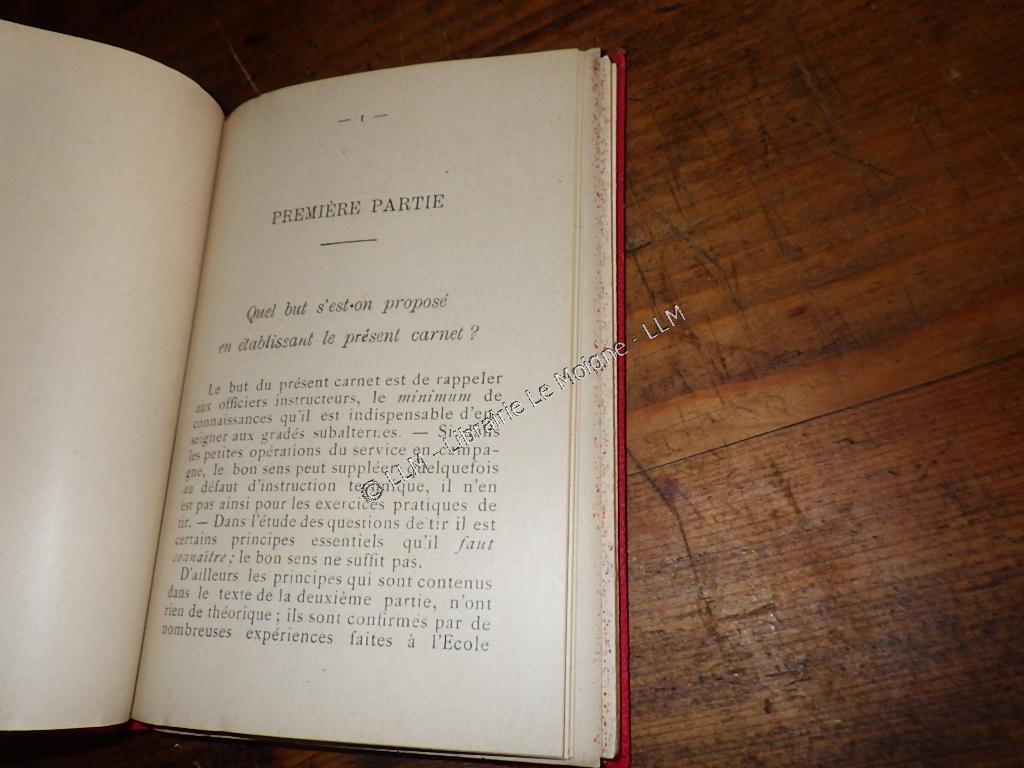 — 1 —
PREMIÈRE PARTIE
Quel but s'est-on proposé
en établissant le présent carnet ?
Le but du présent carnet est de rappeler
aux officiers instructeurs, le minimum de
connaissances qu'il est indispensable d'en-
seigner aux gradés subalternes. — Si dans
les petites opérations du service en campa-
gne, le bon sens peut suppléer quelquefois
au défaut d'instruction technique, il n'en
est pas ainsi pour les exercices pratiques de
tir. — Dans l'étude des questions de tir il est
certains principes essentiels qu'il faut
connaître ; le bon sens ne suffit pas.
D'ailleurs les principes qui sont contenus
dans le texte de la deuxième partie, n'ont
rien de théorique ; ils sont confirmés par de
nombreuses expériences faites à l'Ecole
© LLM - Librairie Le Moigne - LLM